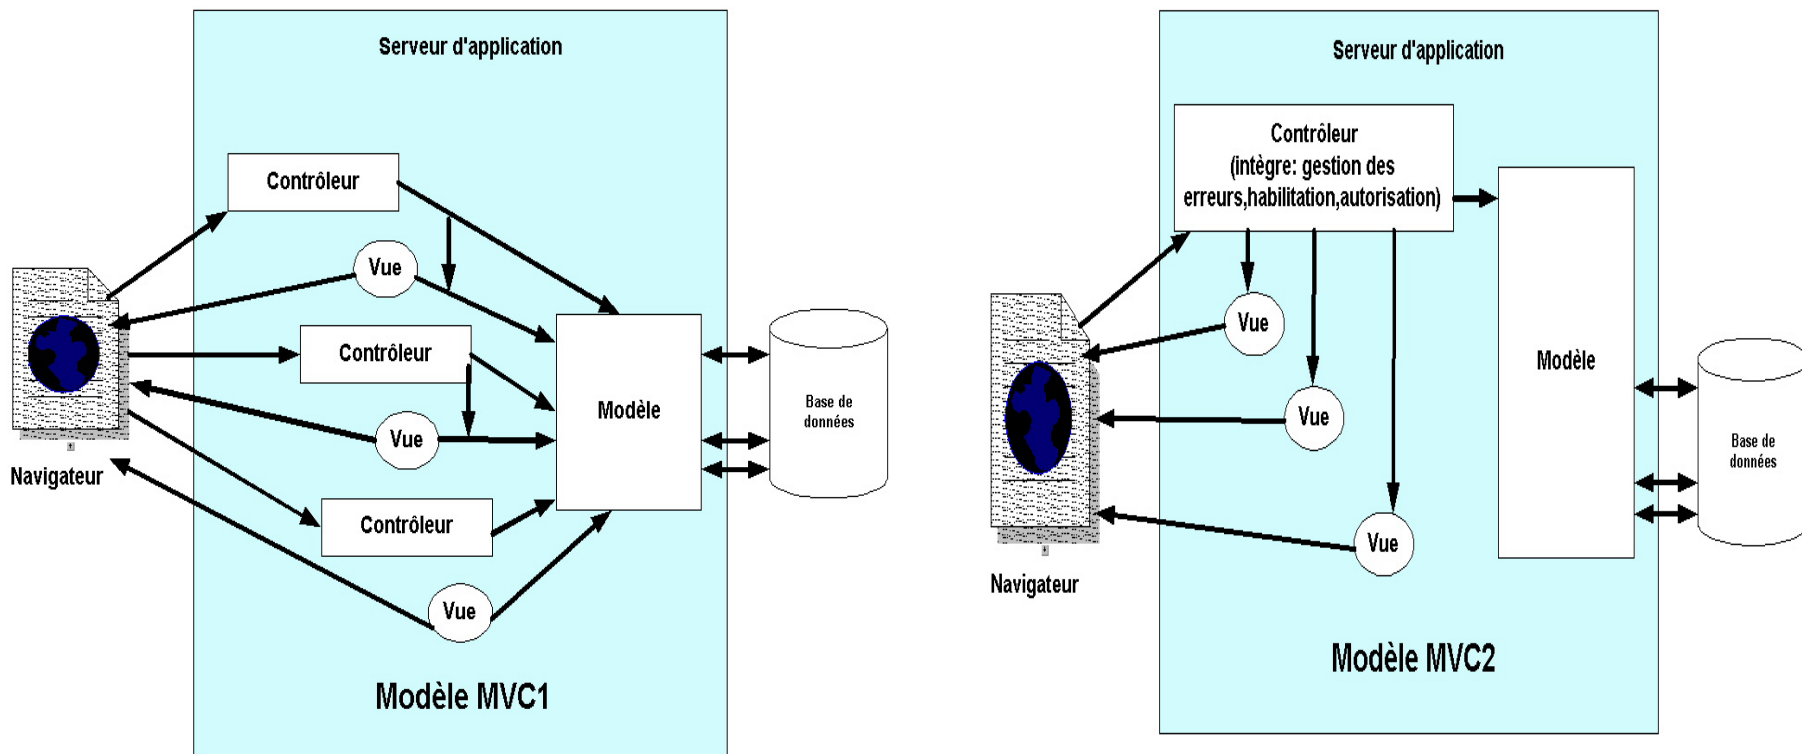 Serveur d'application
Contrôleur
Vue
Contrôleur
Vue
Contrôleur
Vue
Modèle
Base de
données
Navigateur
Modèle MVC1
Serveur d'application
Contrôleur
(intègre: gestion des
erreurs,habilitation,autorisation)
Vue
Vue
Vue
Modèle
Base de
données
Navigateur
Modèle MVC2